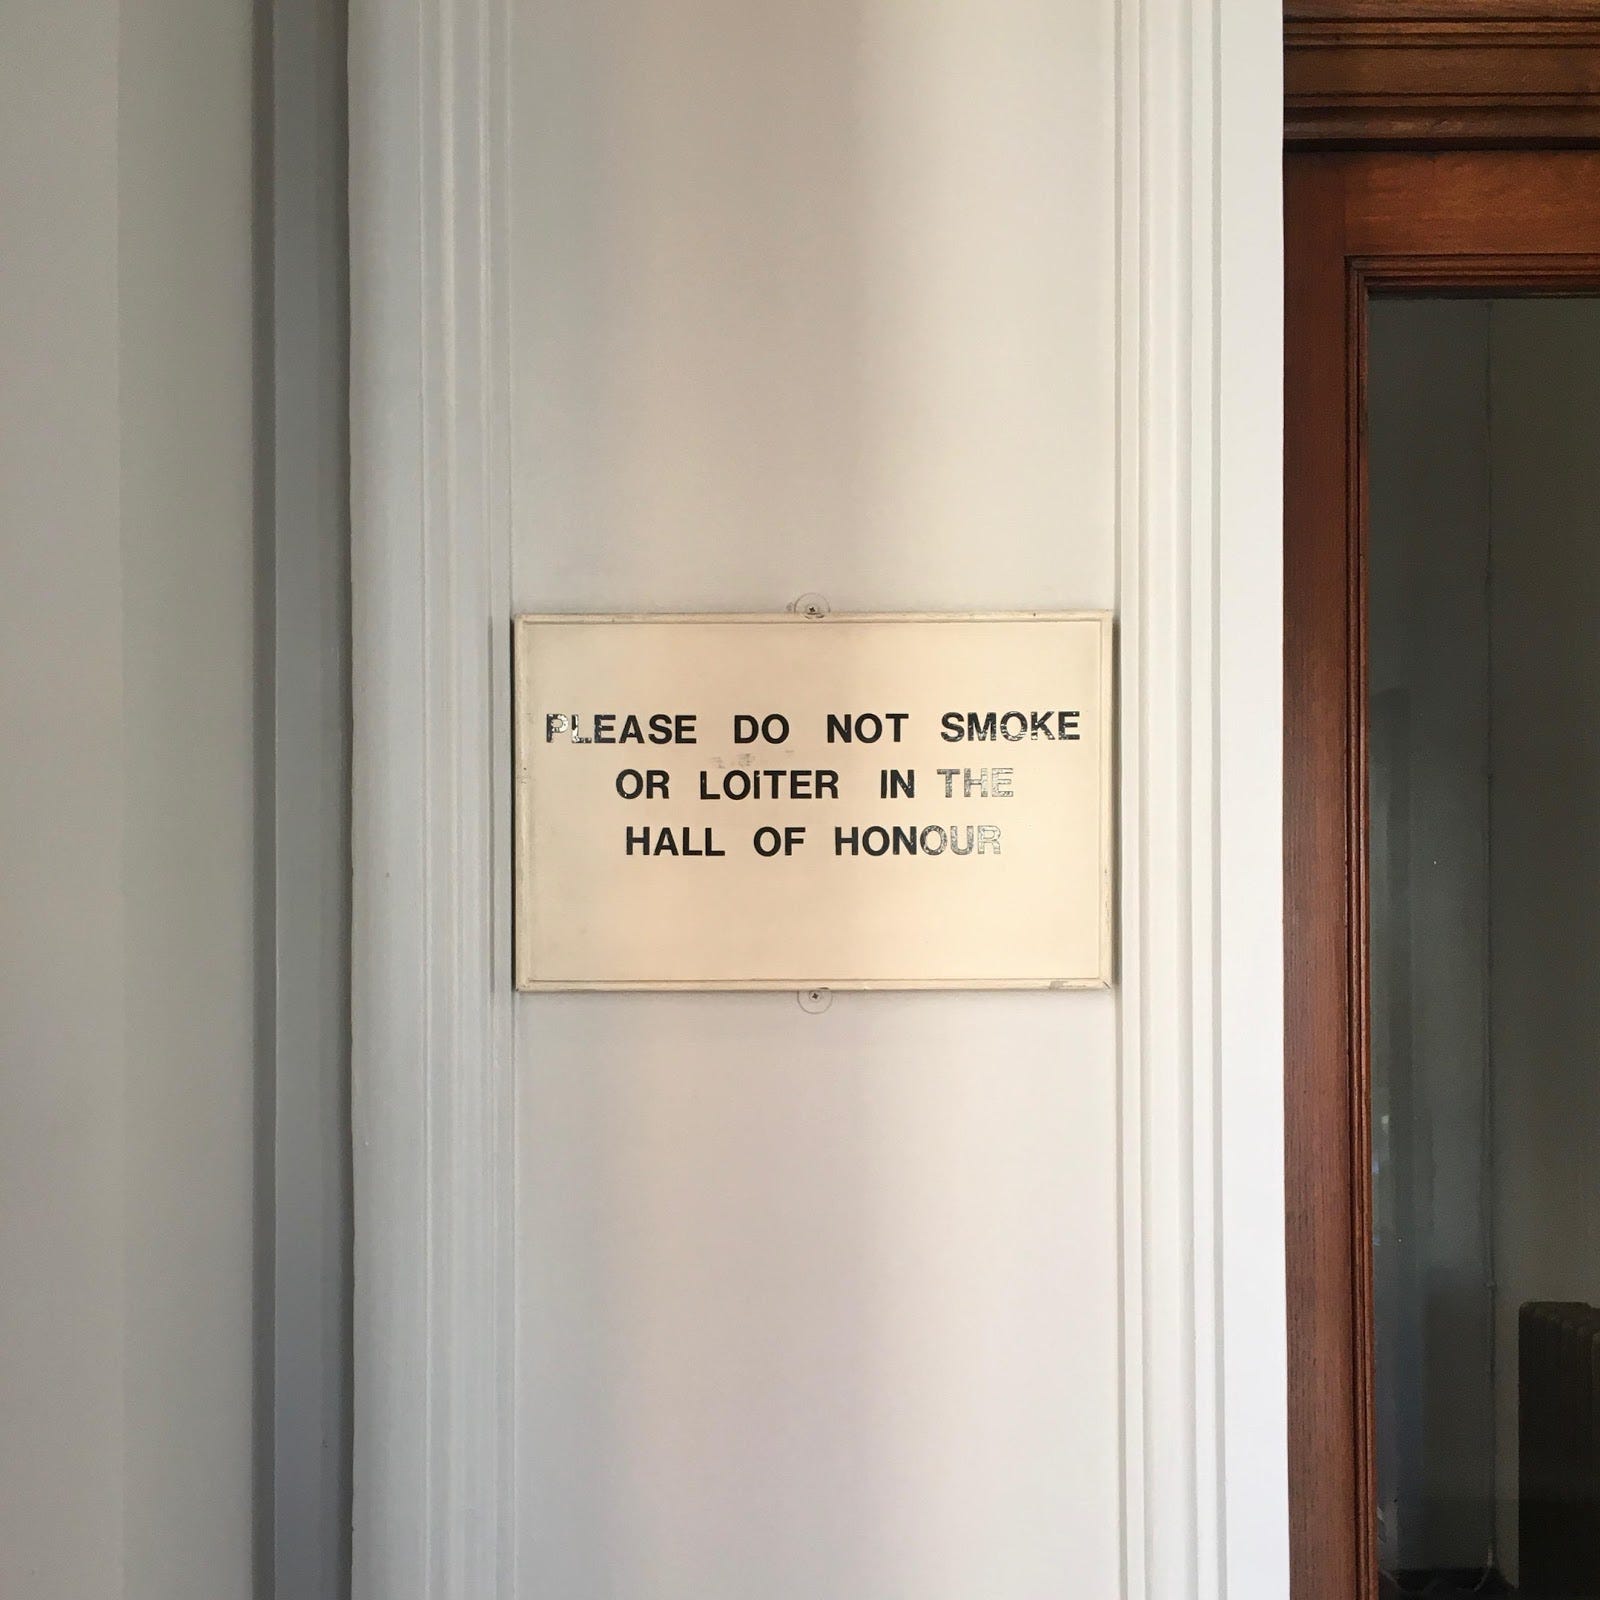 PLEASE DO NOT SMOKE
OR LOITER IN THE
HALL OF HONOUR